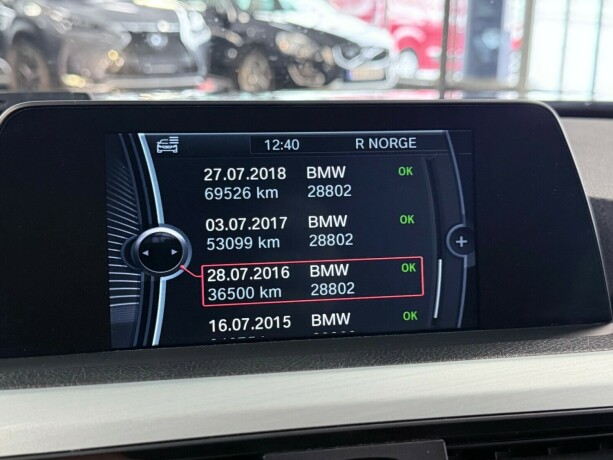 12:40 R NORGE
27.07.2018 BMW OK
69526 km 28802
03.07.2017 BMW OK
53099 km 28802
28.07.2016 BMW OK
36500 km 28802
16.07.2015 BMW OK